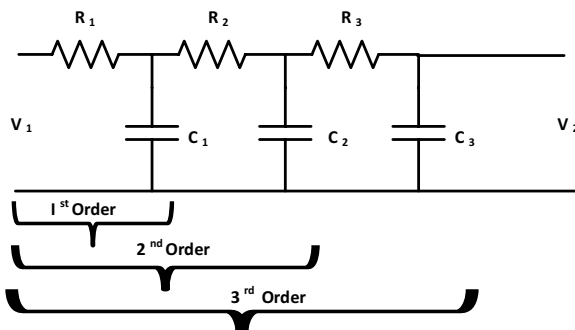 R 1 R 2 R 3
V 1 C 1 C 2 C 3 V 2
I st Order
2 nd Order
3 rd Order